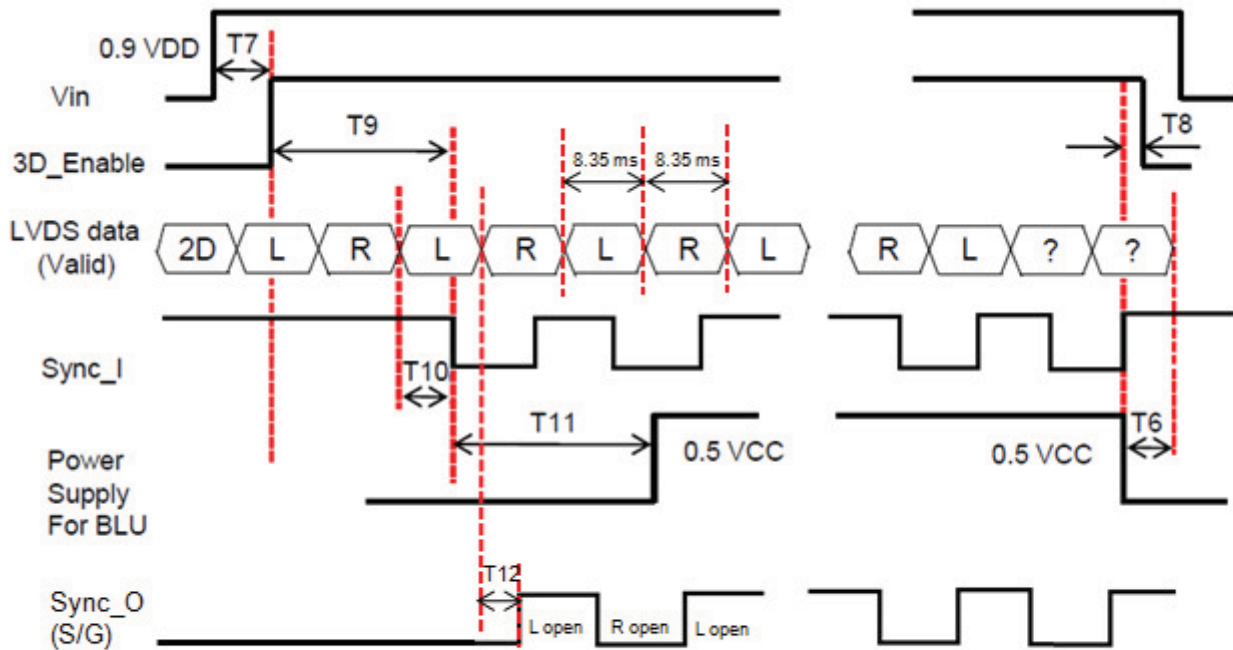 0.9 VDD
T7
Vin
T9
T8
3D_Enable
8.35 ms
8.35 ms
LVDS data
(Valid)
2D
L
R
L
R
L
R
L
R
L
?
?
Sync_I
T10
T11
T6
0.5 VCC
0.5 VCC
Power
Supply
For BLU
T12
Sync_O
(S/G)
L open
R open
L open